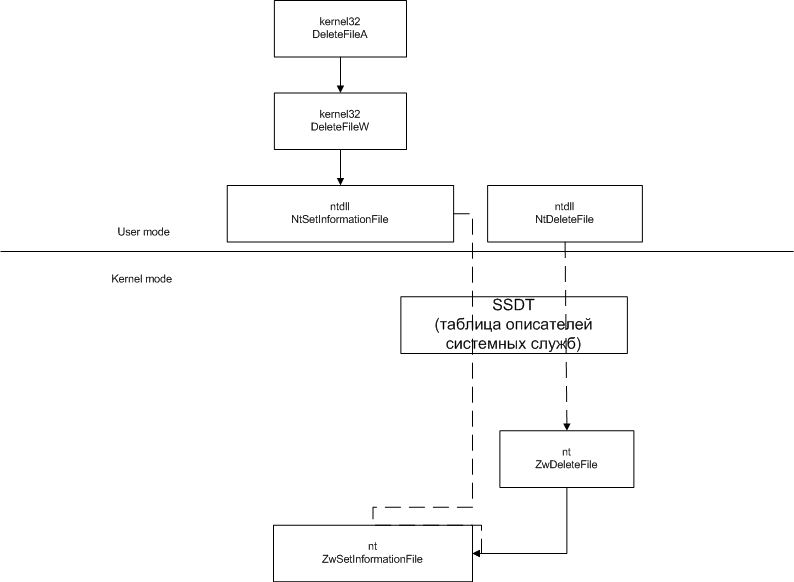 kernel32
DeleteFileA
kernel32
DeleteFileW
ntdll
NtSetInformationFile
ntdll
NtDeleteFile
User mode
Kernel mode
SSDT
(таблица описателей
системных служб)
nt
ZwDeleteFile
nt
ZwSetInformationFile